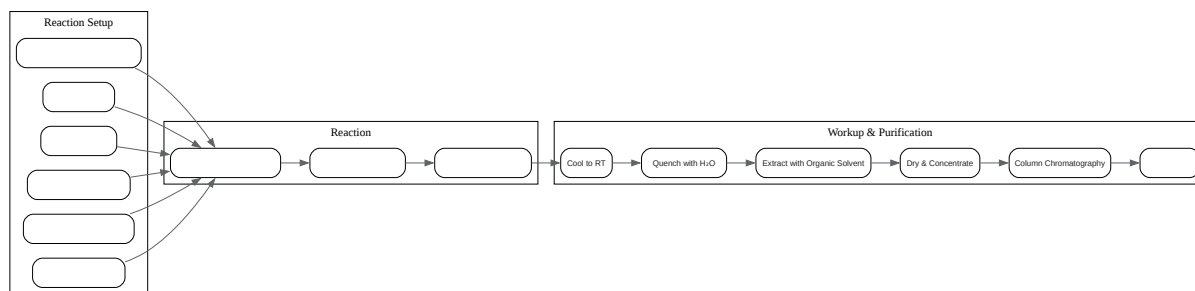 Reaction Setup
Reaction
Workup & Purification
Cool to RT
Quench with H₂O
Extract with Organic Solvent
Dry & Concentrate
Column Chromatography